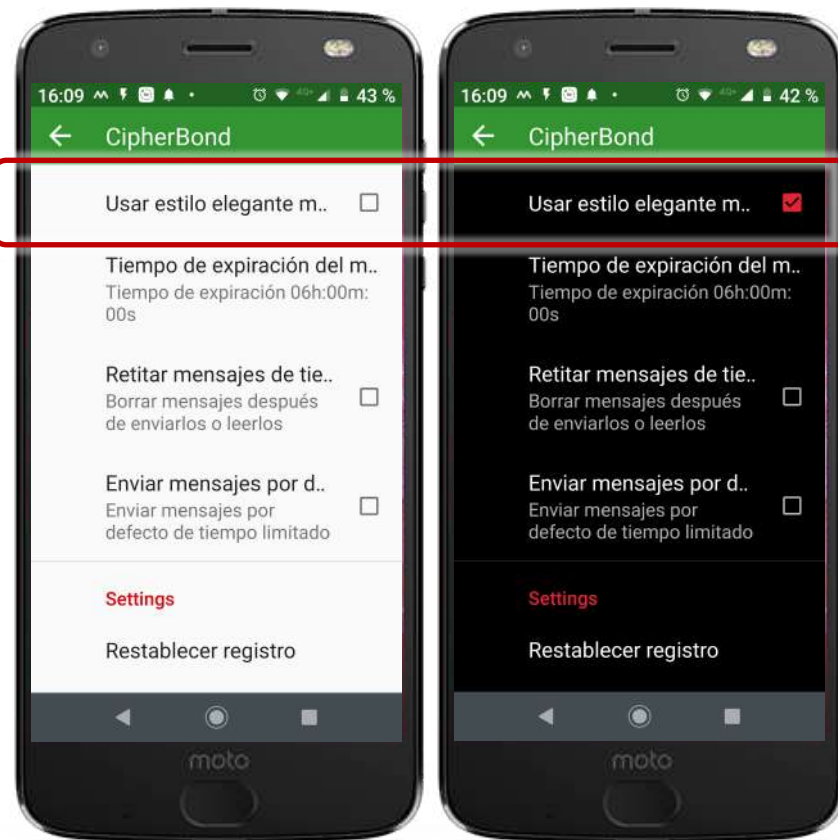 16:09
43 %
CipherBond
Usar estilo elegante m..
Tiempo de expiración del m..
Tiempo de expiración 06h:00m:
00s
Retitar mensajes de tie..
Borrar mensajes después
de enviarlos o leerlos
Enviar mensajes por d..
Enviar mensajes por
defecto de tiempo limitado
Settings
Restablecer registro
moto
16:09
42 %
CipherBond
Usar estilo elegante m..
Tiempo de expiración del m..
Tiempo de expiración 06h:00m:
00s
Retitar mensajes de tie..
Borrar mensajes después
de enviarlos o leerlos
Enviar mensajes por d..
Enviar mensajes por
defecto de tiempo limitado
Settings
Restablecer registro
moto